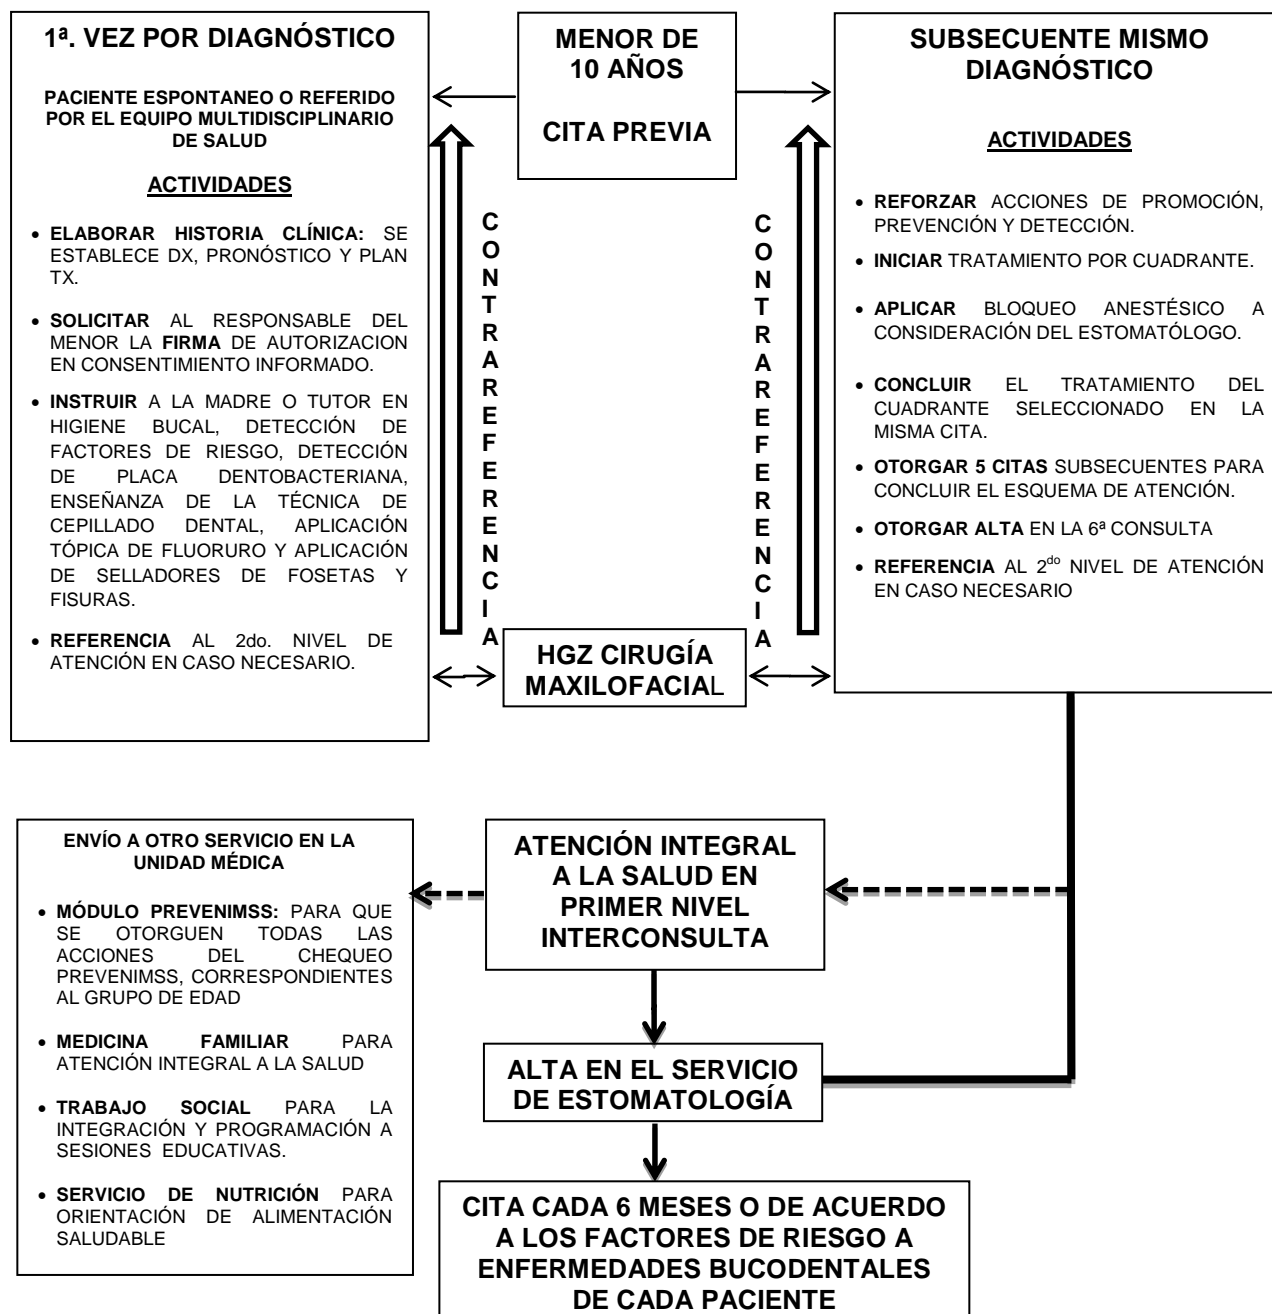 1ª. VEZ POR DIAGNÓSTICO
PACIENTE ESPONTANEO O REFERIDO
POR EL EQUIPO MULTIDISCIPLINARIO
DE SALUD
ACTIVIDADES
• ELABORAR HISTORIA CLÍNICA: SE
ESTABLECE DX, PRONÓSTICO Y PLAN
TX.
• SOLICITAR AL RESPONSABLE DEL
MENOR LA FIRMA DE AUTORIZACION
EN CONSENTIMIENTO INFORMADO.
• INSTRUIR A LA MADRE O TUTOR EN
HIGIENE BUCAL, DETECCIÓN DE
FACTORES DE RIESGO, DETECCIÓN
DE PLACA DENTOBACTERIANA,
ENSEÑANZA DE LA TÉCNICA DE
CEPILLADO DENTAL, APLICACIÓN
TÓPICA DE FLUORURO Y APLICACIÓN
DE SELLADORES DE FOSETAS Y
FISURAS.
• REFERENCIA AL 2do. NIVEL DE
ATENCIÓN EN CASO NECESARIO.
CONTRAREFERENCIA
MENOR DE
10 AÑOS
CITA PREVIA
HGZ CIRUGÍA
MAXILOFACIAL
CONTRAREFERENCIA
SUBSECUENTE MISMO
DIAGNÓSTICO
ACTIVIDADES
• REFORZAR ACCIONES DE PROMOCIÓN,
PREVENCIÓN Y DETECCIÓN.
• INICIAR TRATAMIENTO POR CUADRANTE.
• APLICAR BLOQUEO ANESTÉSICO A
CONSIDERACIÓN DEL ESTOMATÓLOGO.
• CONCLUIR EL TRATAMIENTO DEL
CUADRANTE SELECCIONADO EN LA
MISMA CITA.
• OTORGAR 5 CITAS SUBSECUENTES PARA
CONCLUIR EL ESQUEMA DE ATENCIÓN.
• OTORGAR ALTA EN LA 6ª CONSULTA
• REFERENCIA AL 2do NIVEL DE ATENCIÓN
EN CASO NECESARIO
ENVÍO A OTRO SERVICIO EN LA
UNIDAD MÉDICA
• MÓDULO PREVENIMSS: PARA QUE
SE OTORGUEN TODAS LAS
ACCIONES DEL CHEQUEO
PREVENIMSS, CORRESPONDIENTES
AL GRUPO DE EDAD
• MEDICINA FAMILIAR PARA
ATENCIÓN INTEGRAL A LA SALUD
• TRABAJO SOCIAL PARA LA
INTEGRACIÓN Y PROGRAMACIÓN A
SESIONES EDUCATIVAS.
• SERVICIO DE NUTRICIÓN PARA
ORIENTACIÓN DE ALIMENTACIÓN
SALUDABLE
ATENCIÓN INTEGRAL
A LA SALUD EN
PRIMER NIVEL
INTERCONSULTA
ALTA EN EL SERVICIO
DE ESTOMATOLOGÍA
CITA CADA 6 MESES O DE ACUERDO
A LOS FACTORES DE RIESGO A
ENFERMEDADES BUCODENTALES
DE CADA PACIENTE